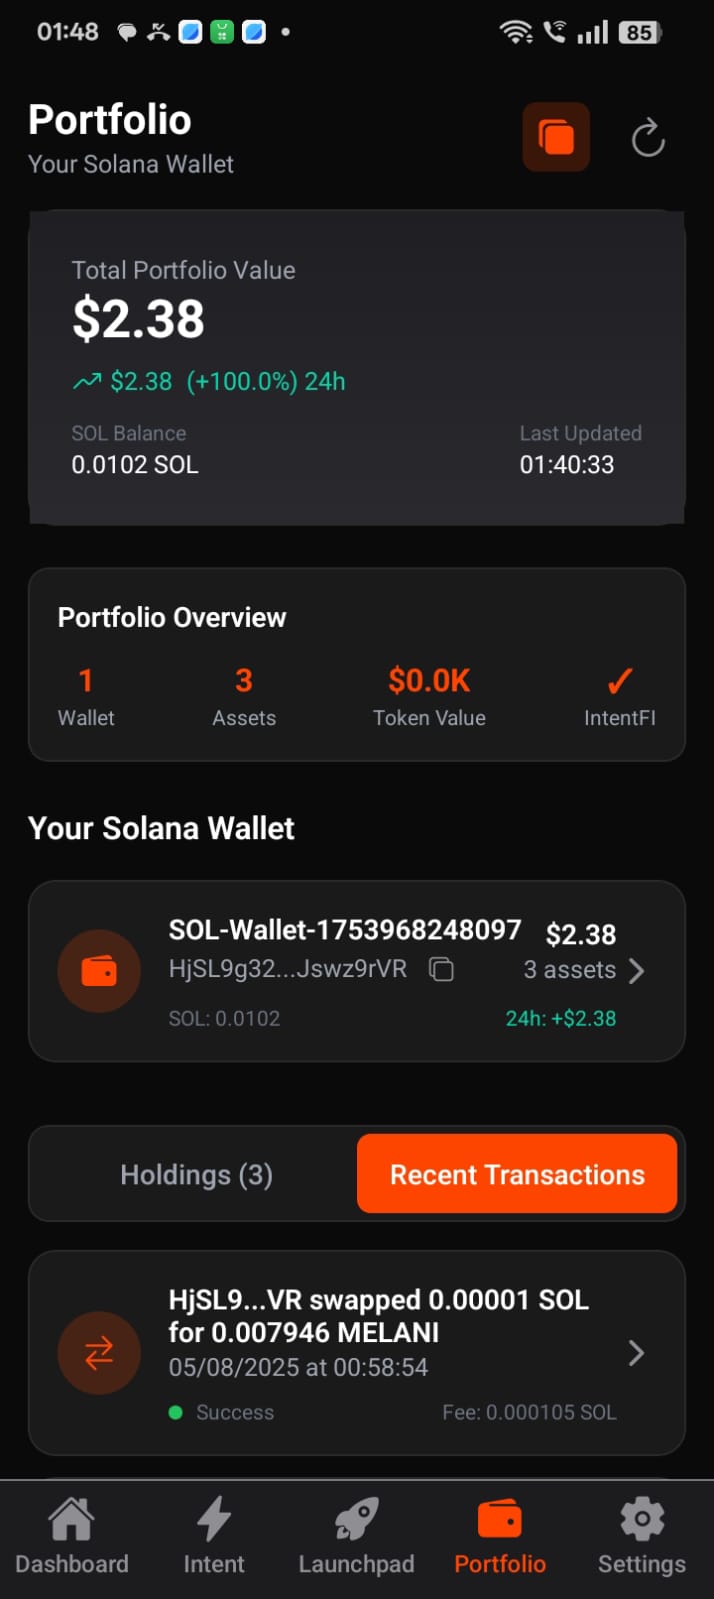 01:48
85
Portfolio
Your Solana Wallet
Total Portfolio Value
$2.38
$2.38 (+100.0%) 24h
SOL Balance
Last Updated
0.0102 SOL
01:40:33
Portfolio Overview
1
3
$0.0K
✓
Wallet
Assets
Token Value
IntentFI
Your Solana Wallet
SOL-Wallet-1753968248097
$2.38
HjSL9g32...Jswz9rVR
3 assets
SOL: 0.0102
24h: +$2.38
Holdings (3)
Recent Transactions
HjSL9...VR swapped 0.00001 SOL
for 0.007946 MELANI
05/08/2025 at 00:58:54
Success
Fee: 0.000105 SOL
Dashboard
Intent
Launchpad
Portfolio
Settings